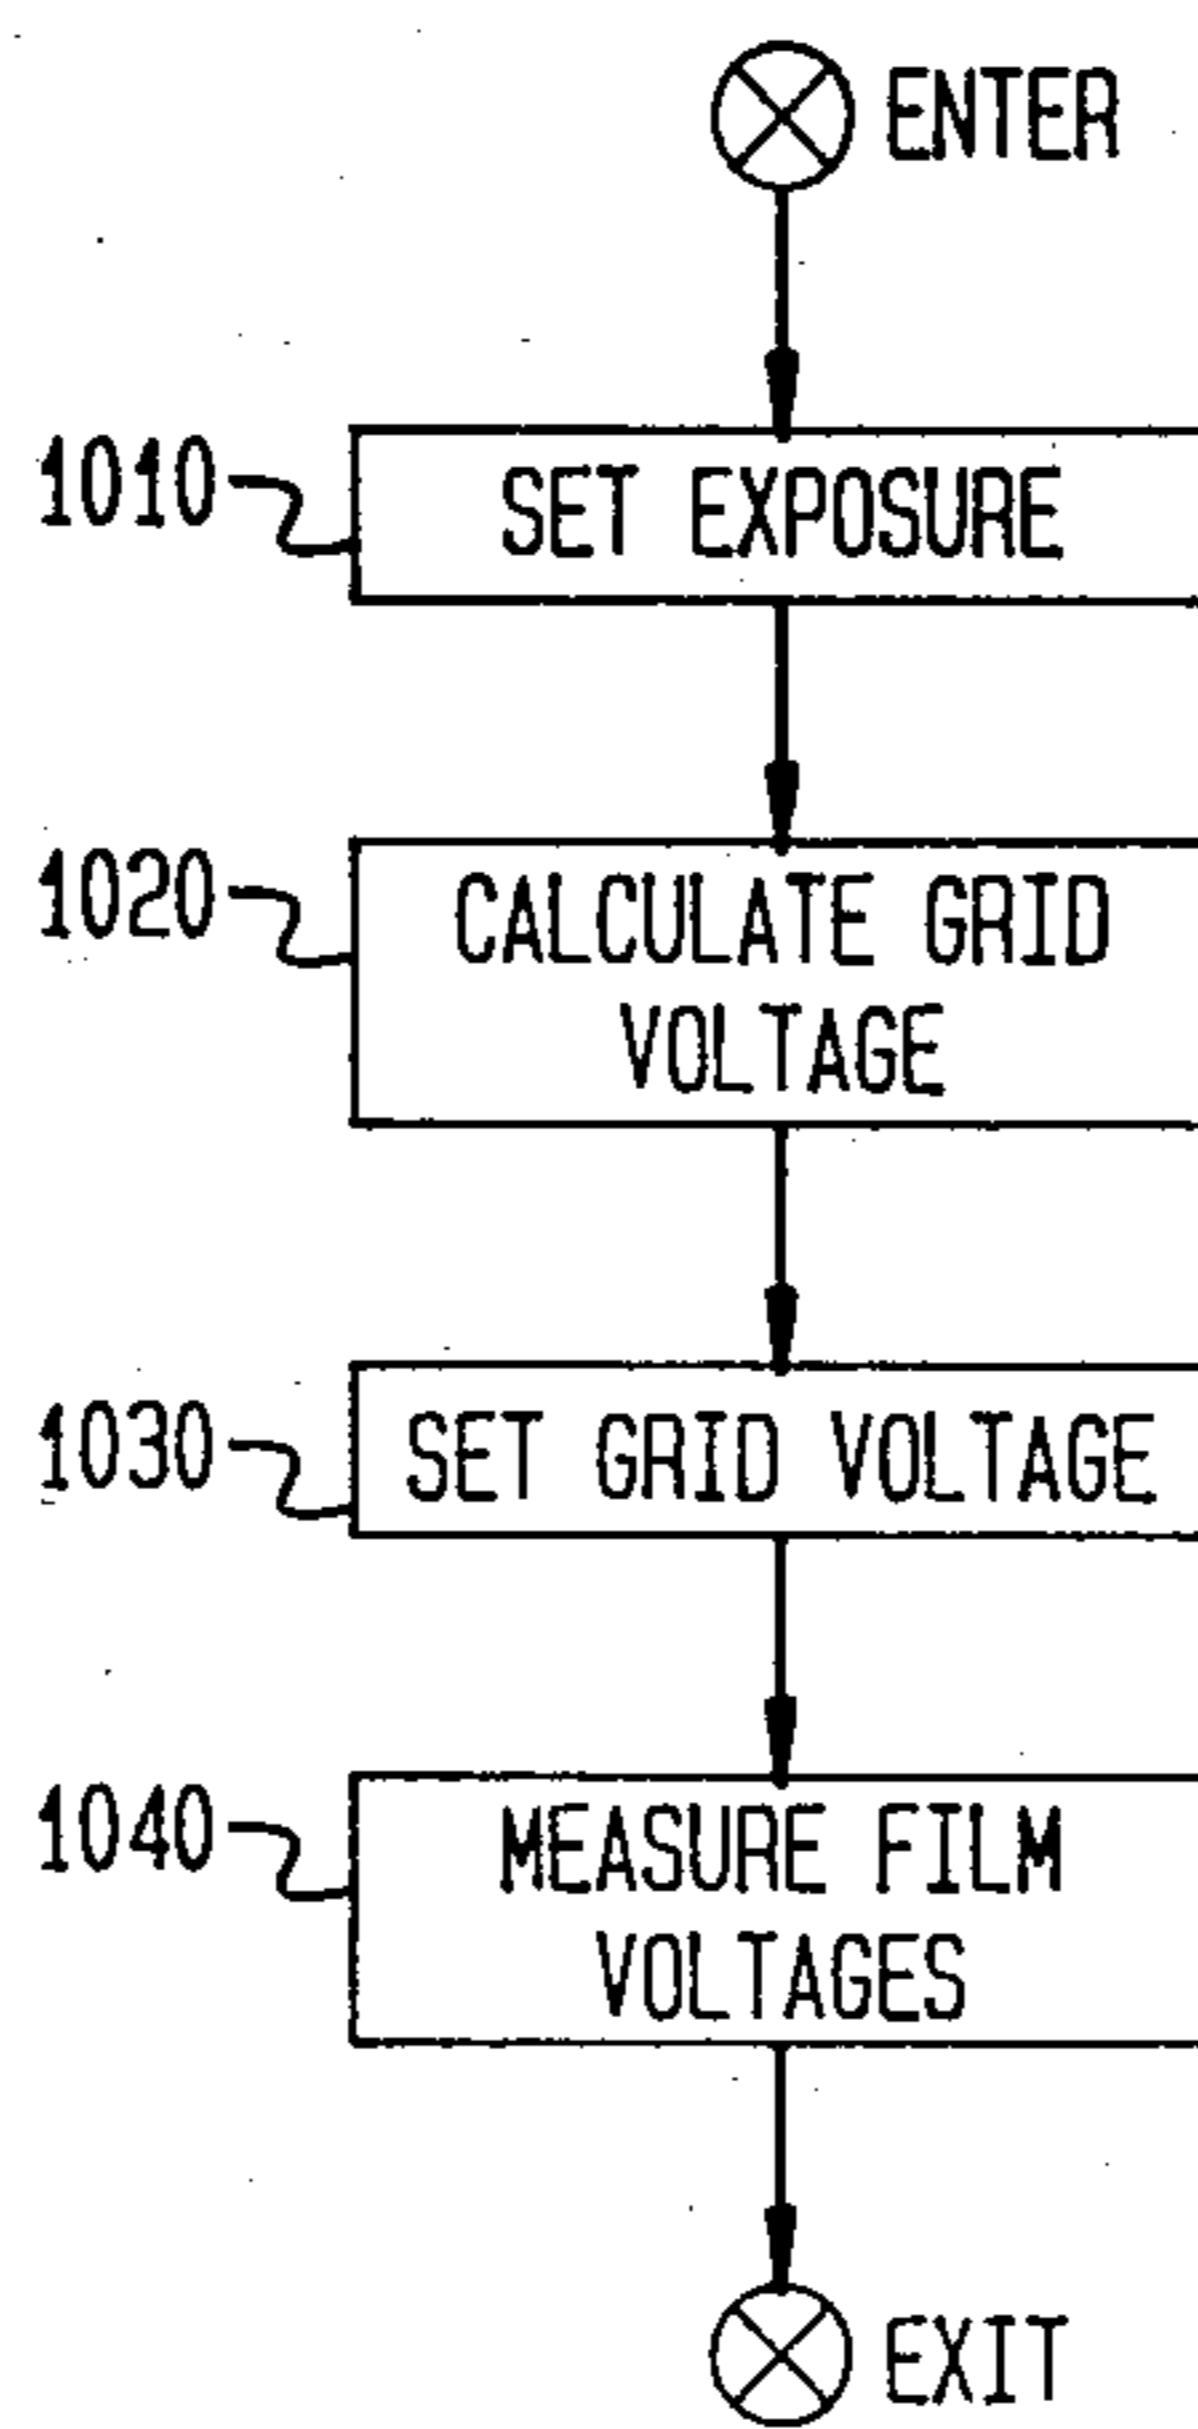 ENTER
1010
SET EXPOSURE
1020
CALCULATE GRID
VOLTAGE
1030
SET GRID VOLTAGE
1040
MEASURE FILM
VOLTAGES
EXIT